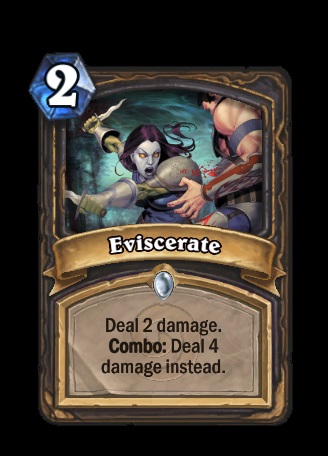 2
Eviscerate
Deal 2 damage.
Combo: Deal 4
damage instead.